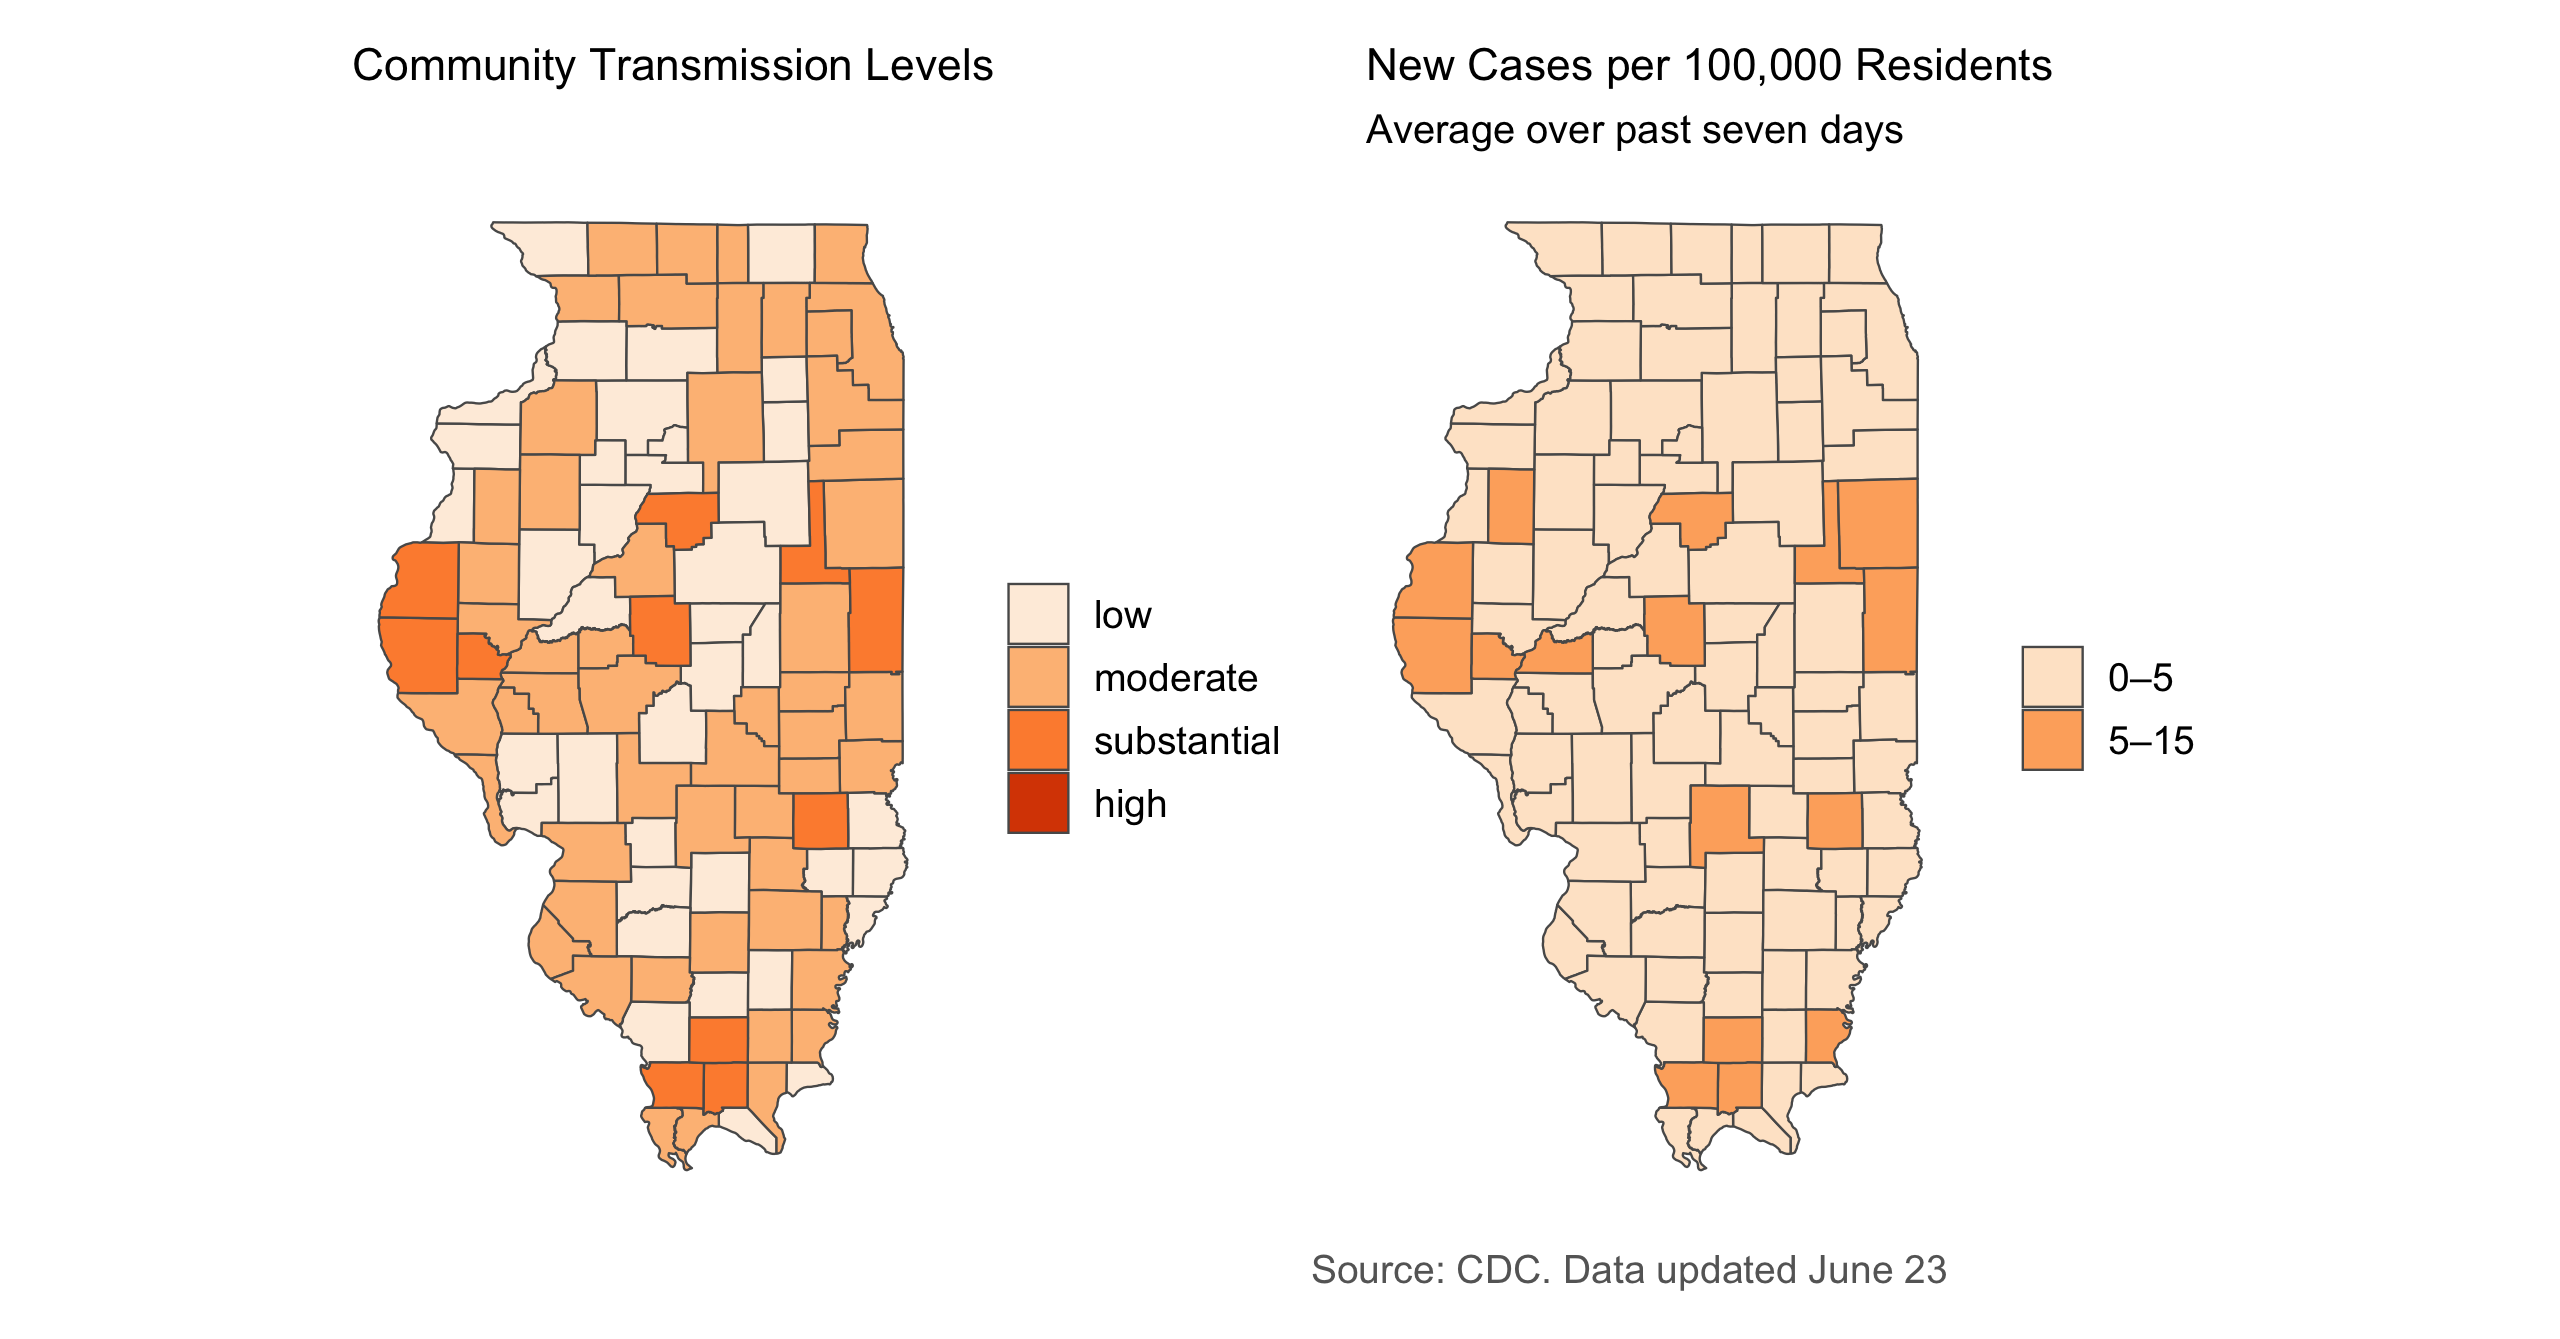 Community Transmission Levels
low
moderate
substantial
high
New Cases per 100,000 Residents
Average over past seven days
0–5
5–15
Source: CDC. Data updated June 23